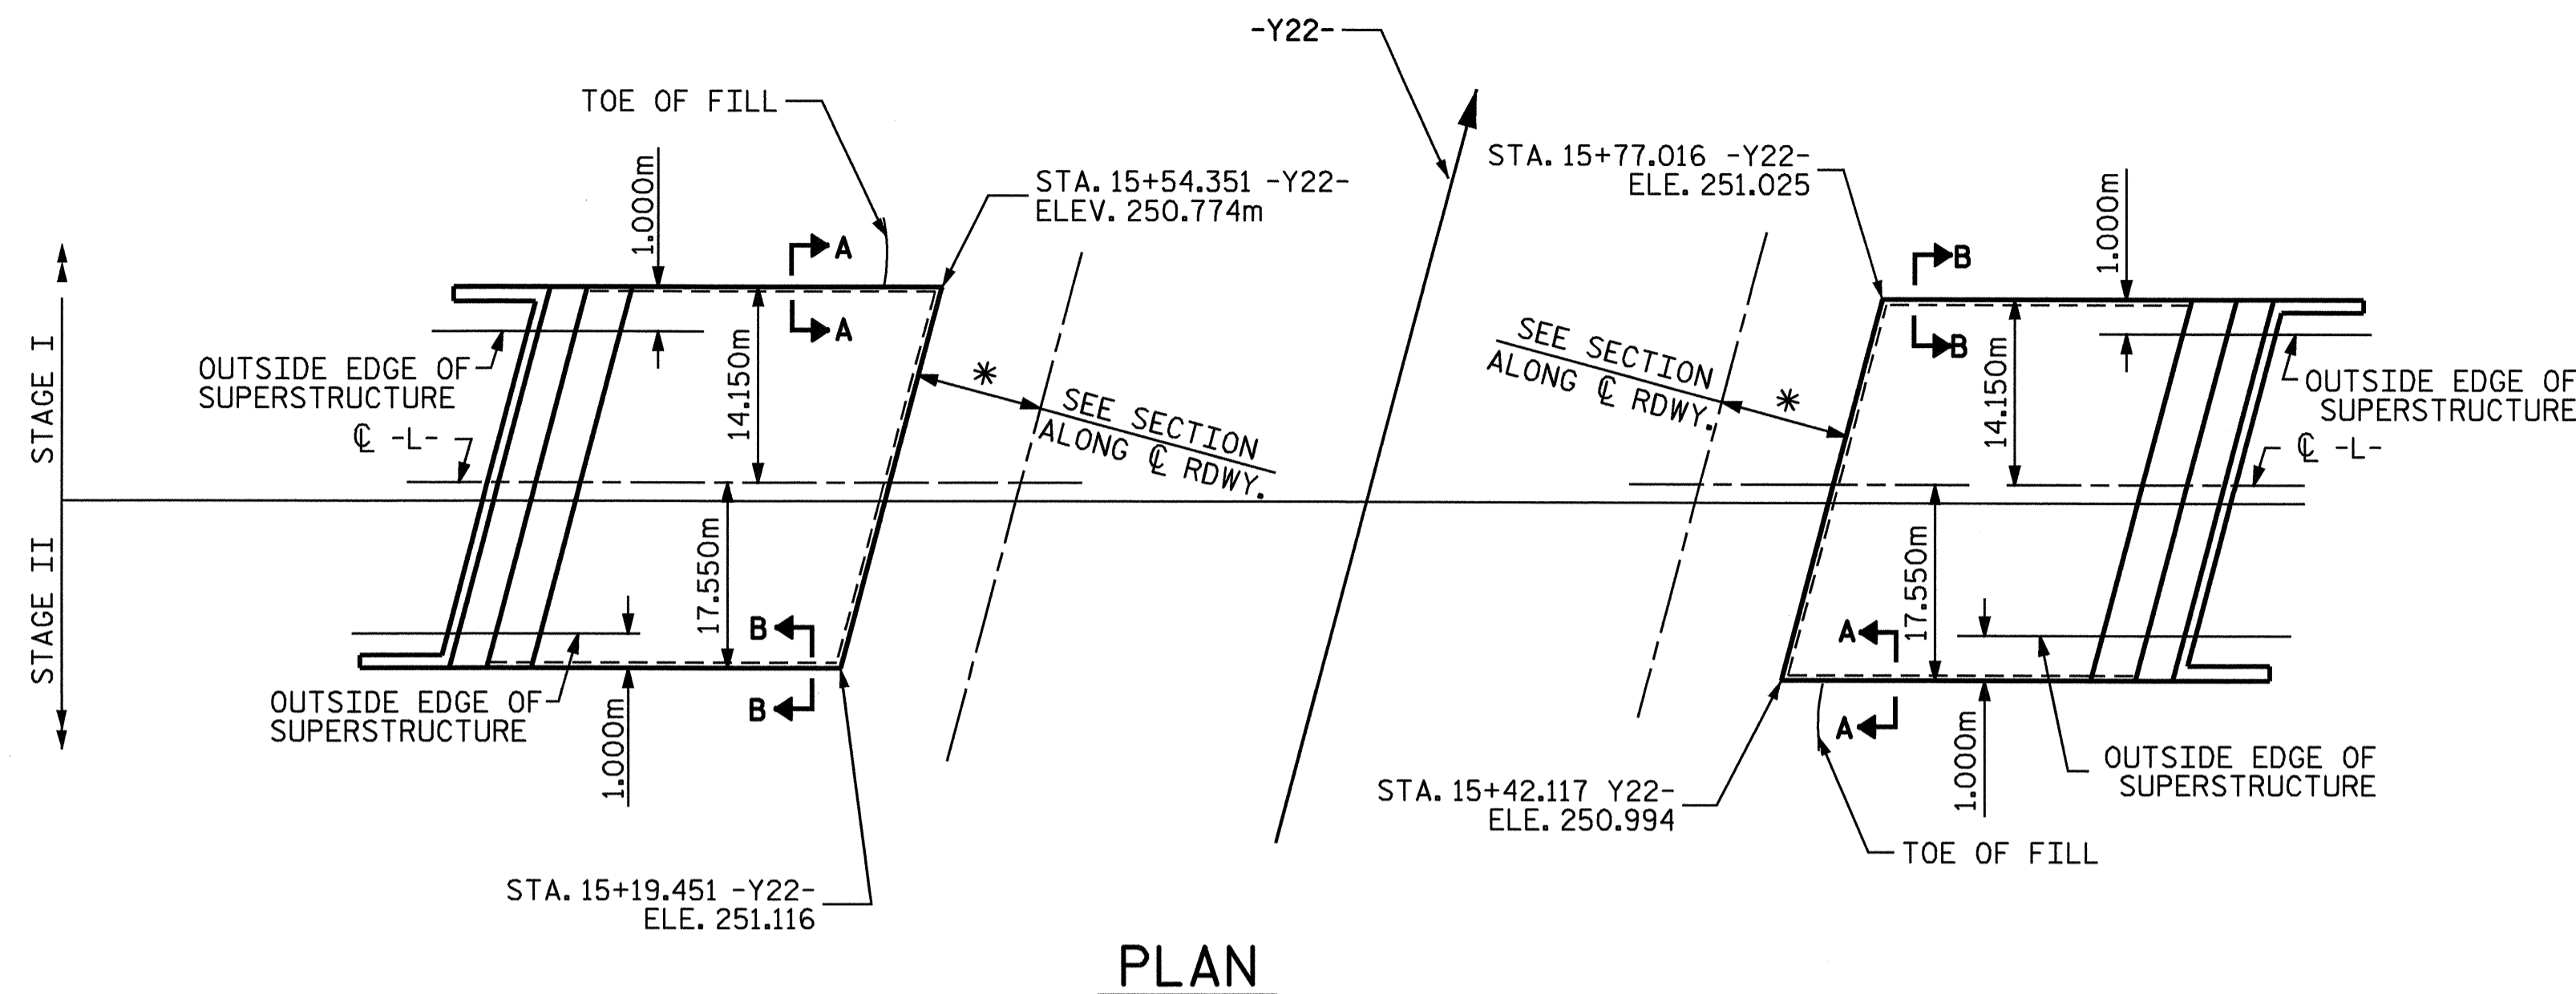 -Y22-
TOE OF FILL
STA. 15+77.016 -Y22-
ELE. 251.025
STA. 15+54.351 -Y22-
ELEV. 250.774m
1.000m
1.000m
A
A
B
B
OUTSIDE EDGE OF
SUPERSTRUCTURE
℄ -L-
14.150m
*
SEE SECTION
ALONG ℄ RDWY.
SEE SECTION
ALONG ℄ RDWY.
*
14.150m
OUTSIDE EDGE OF
SUPERSTRUCTURE
℄ -L-
STAGE I
STAGE II
17.550m
17.550m
B
B
A
A
OUTSIDE EDGE OF
SUPERSTRUCTURE
1.000m
1.000m
OUTSIDE EDGE OF
SUPERSTRUCTURE
STA. 15+42.117 Y22-
ELE. 250.994
TOE OF FILL
STA. 15+19.451 -Y22-
ELE. 251.116
PLAN